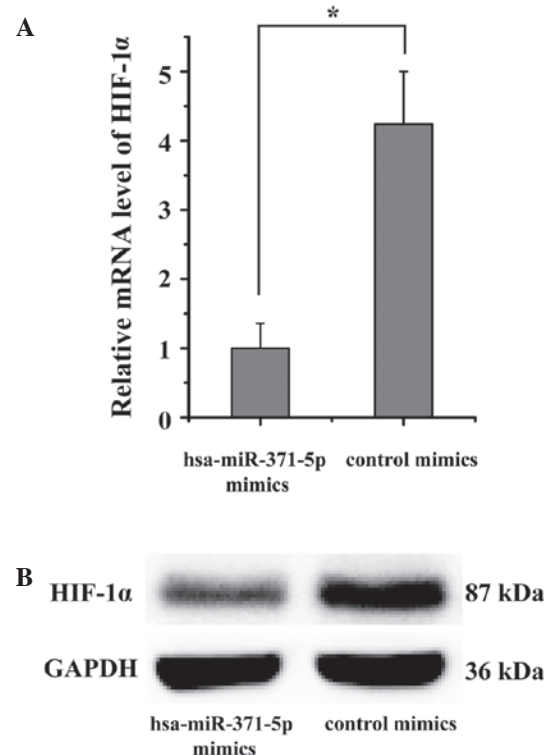 A
*
Relative mRNA level of HIF-1α
5
4
3
2
1
0
hsa-miR-371-5p
mimics
control mimics
B
HIF-1α
87 kDa
GAPDH
36 kDa
hsa-miR-371-5p
mimics
control mimics